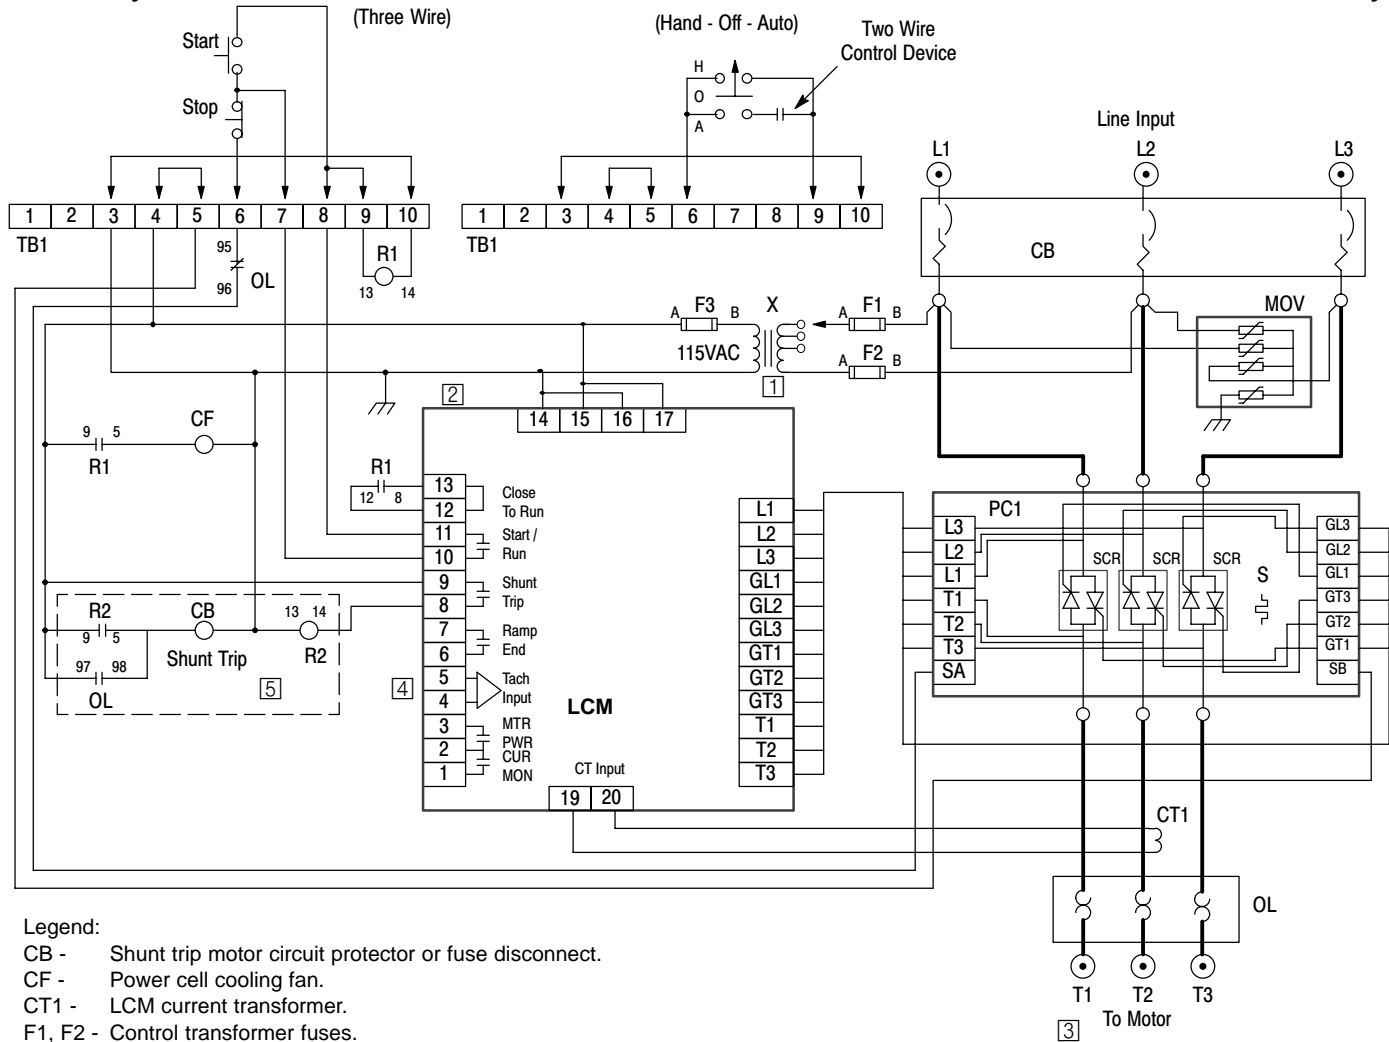 (Three Wire)
Start
Stop
(Hand - Off - Auto)
Two Wire
Control Device
H
O
A
Line Input
L1 L2 L3
1 2 3 4 5 6 7 8 9 10
TB1
1 2 3 4 5 6 7 8 9 10
TB1
CB
95
96
OL
R1
13 14
A F3 B
115VAC
X
A F1 B
A F2 B
MOV
1
2
14 15 16 17
CF
9 5
R1
R1
12 8
13
12
11
10
9
8
7
6
5
4
3
2
1
Close
To Run
Start /
Run
Shunt
Trip
Ramp
End
Tach
Input
MTR
PWR
CUR
MON
LCM
L1
L2
L3
GL1
GL2
GL3
GT1
GT2
GT3
T1
T2
T3
CT Input
19 20
R2
9 5
CB
Shunt Trip
13 14
R2
97 98
OL
5
4
PC1
L3
L2
L1
T1
T2
T3
SA
SCR SCR SCR
S
GL3
GL2
GL1
GT3
GT2
GT1
SB
CT1
OL
T1 T2 T3
3
To Motor
Legend:
CB - Shunt trip motor circuit protector or fuse disconnect.
CF - Power cell cooling fan.
CT1 - LCM current transformer.
F1, F2 - Control transformer fuses.